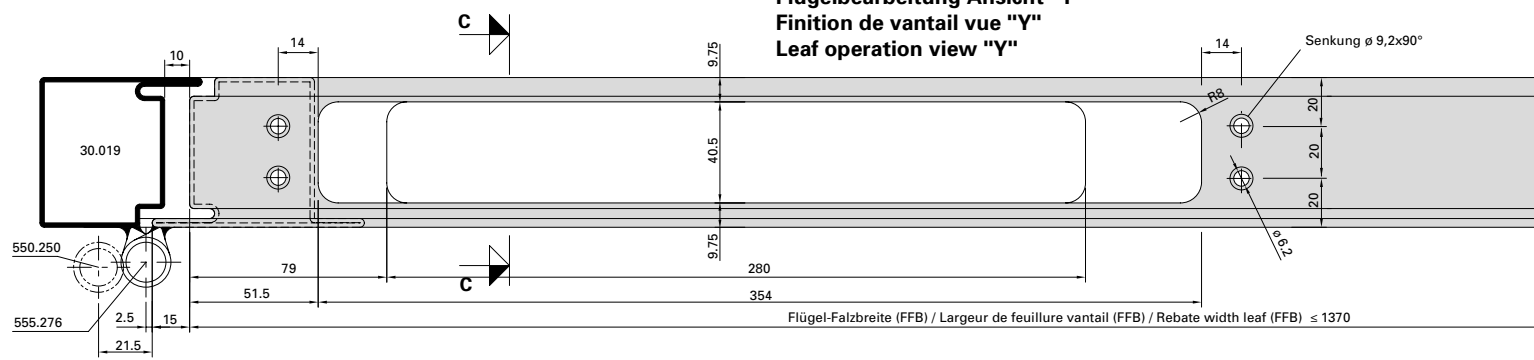 Flügelbearbeitung Ansicht "Y"
Finition de vantail vue "Y"
Leaf operation view "Y"
C
14
9.75
14
Senkung ø 9,2x90°
10
R8
20
30.019
40.5
20
20
550.250
9.75
ø 6.2
79
C
280
51.5
354
555.276
2.5
15
Flügel-Falzbreite (FFB) / Largeur de feuillure vantail (FFB) / Rebate width leaf (FFB) ≤ 1370
21.5